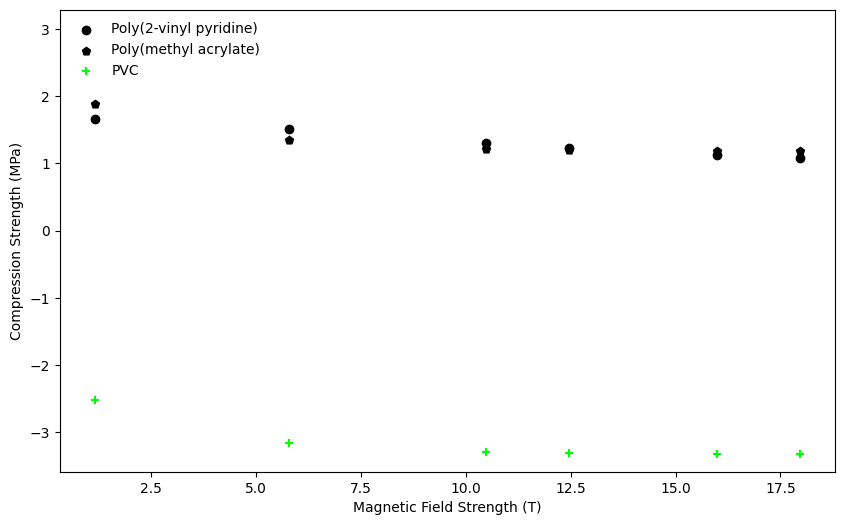 Poly(2-vinyl pyridine)
Poly(methyl acrylate)
PVC
Compression Strength (MPa)
3
2
1
0
−1
−2
−3
2.5 5.0 7.5 10.0 12.5 15.0 17.5
Magnetic Field Strength (T)